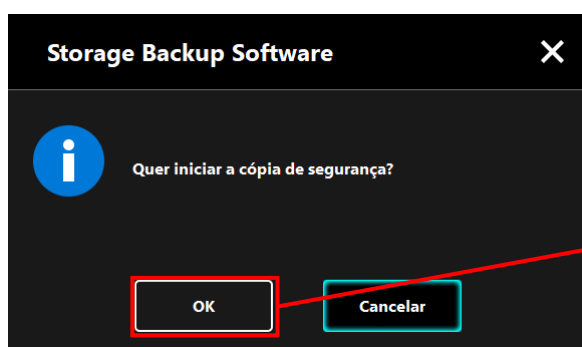 Storage Backup Software
Quer iniciar a cópia de segurança?
OK
Cancelar